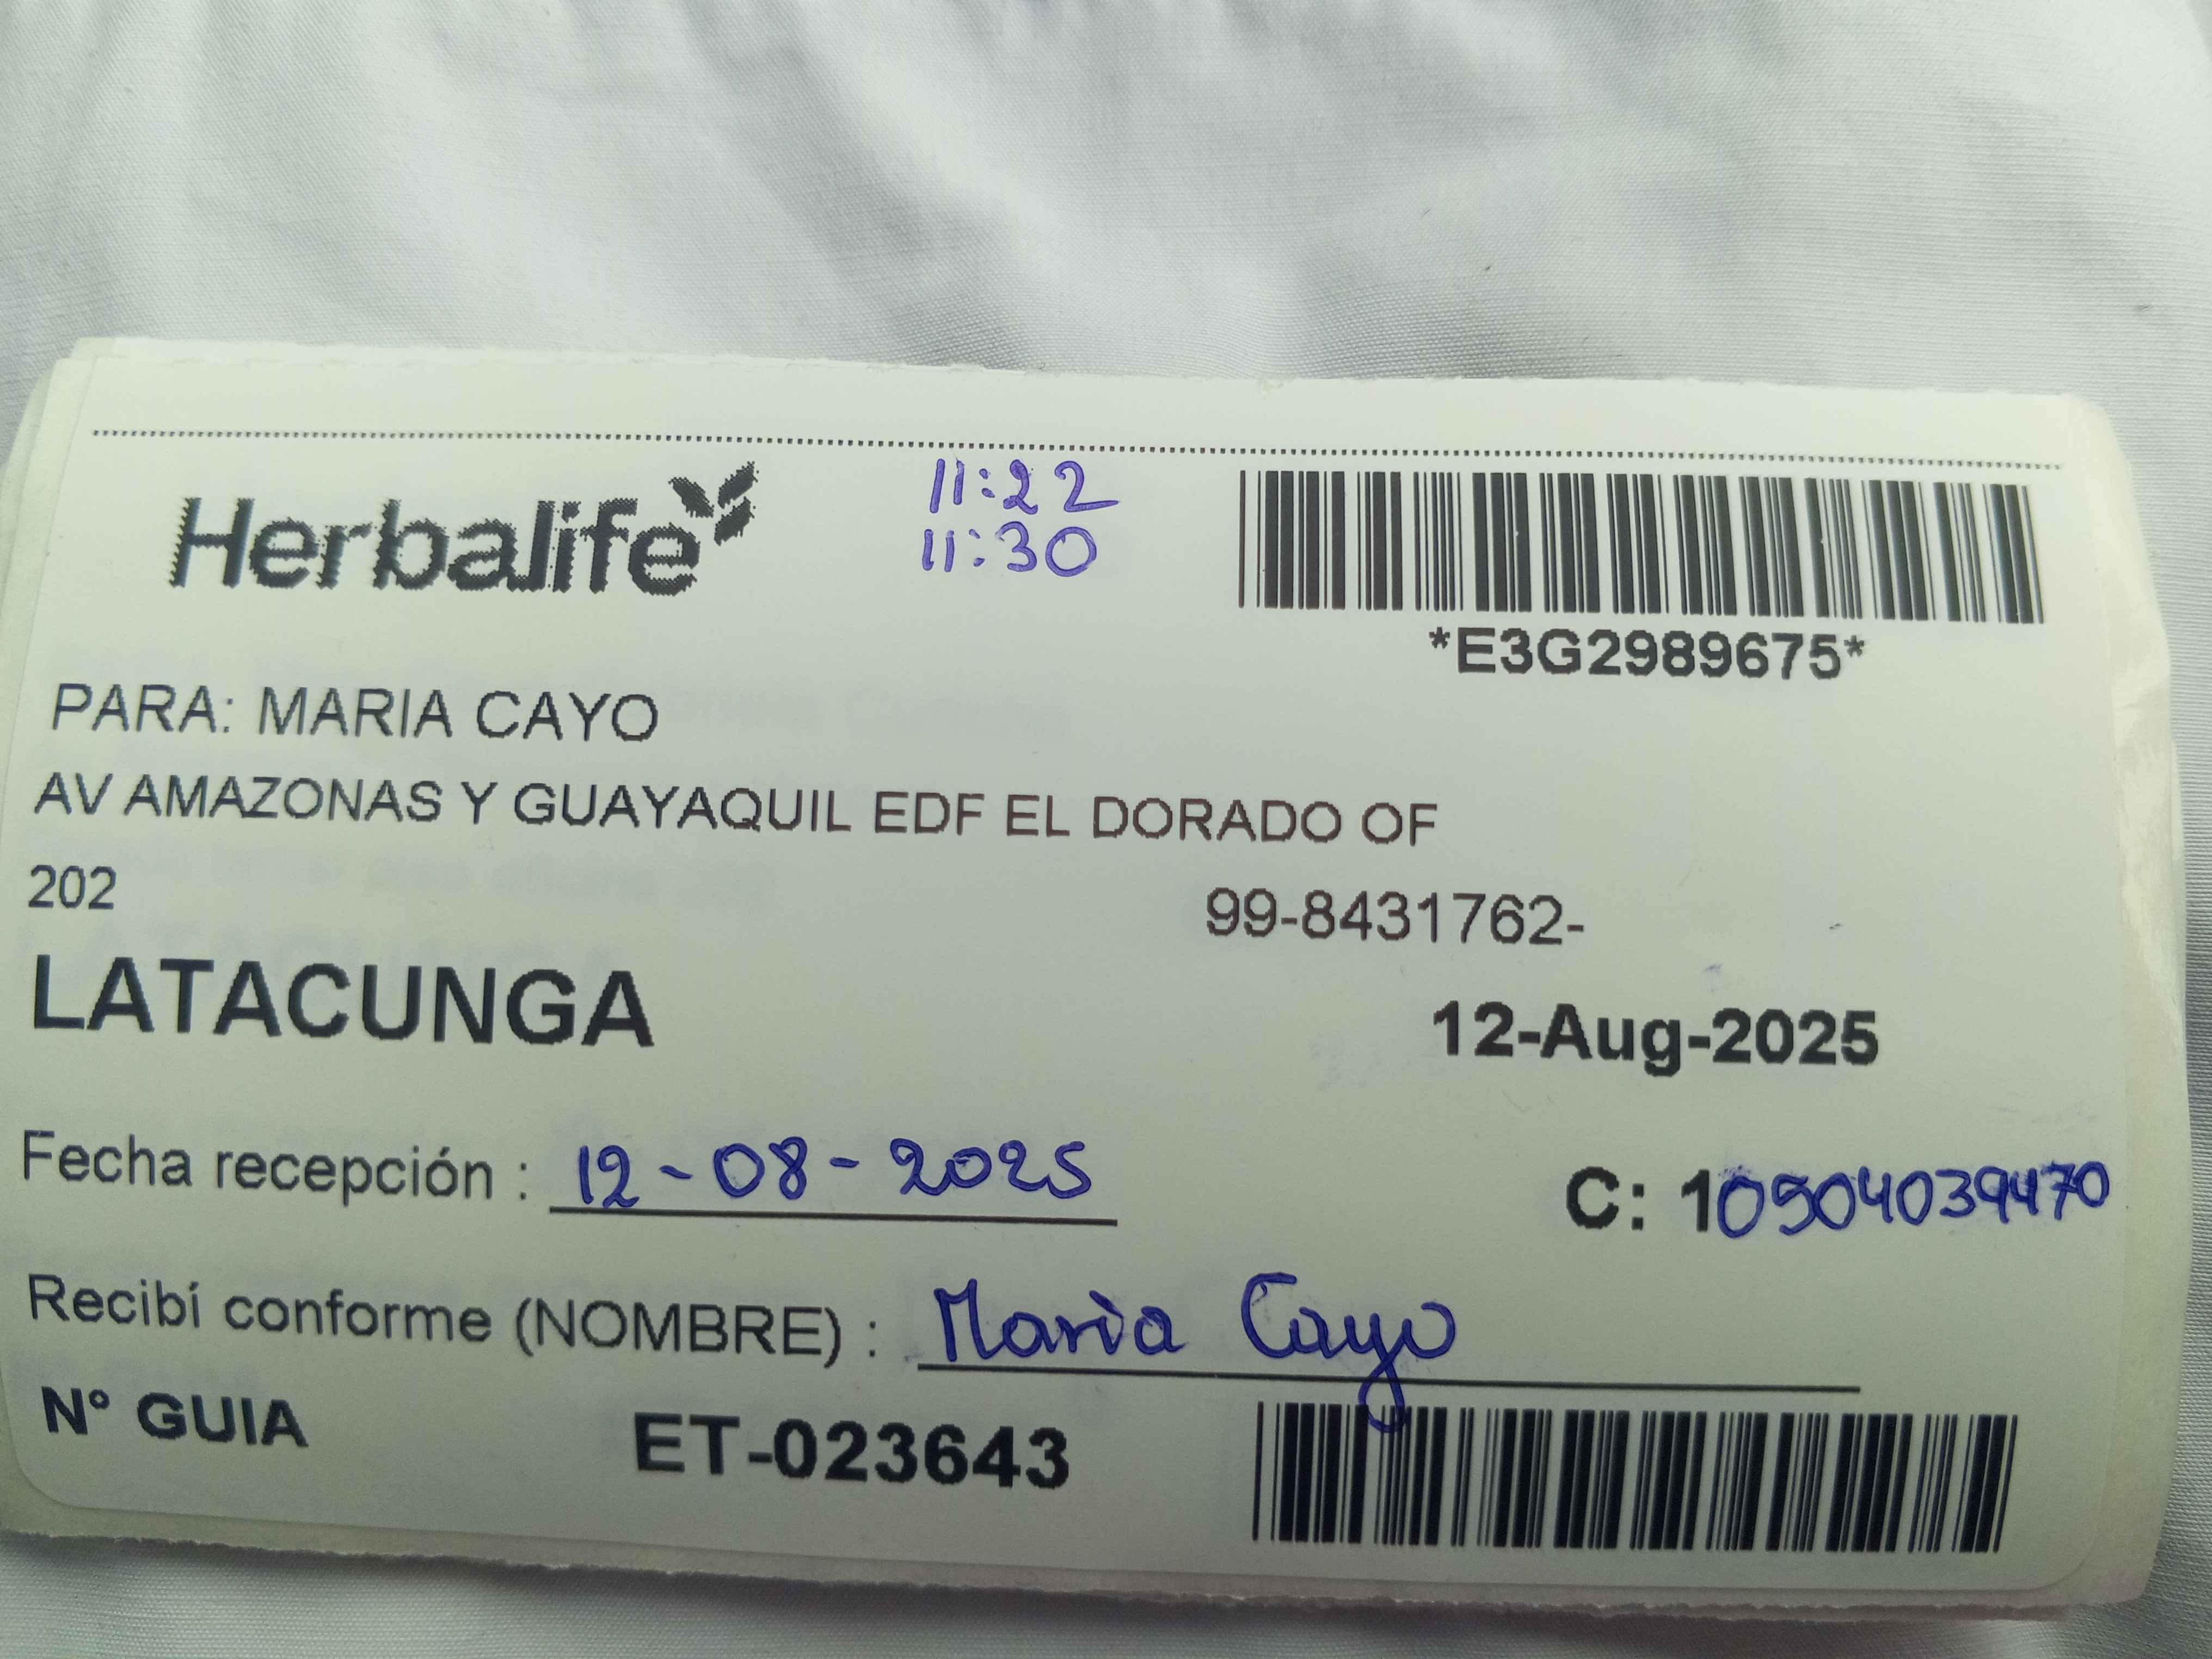 Herbalife
11:22
11:30
*E3G2989675*
PARA: MARIA CAYO
AV AMAZONAS Y GUAYAQUIL EDF EL DORADO OF
202
99-8431762-
LATACUNGA
12-Aug-2025
Fecha recepción : 12-08-2025
C: 10504039470
Recibí conforme (NOMBRE) : Maria Cayo
N° GUIA ET-023643